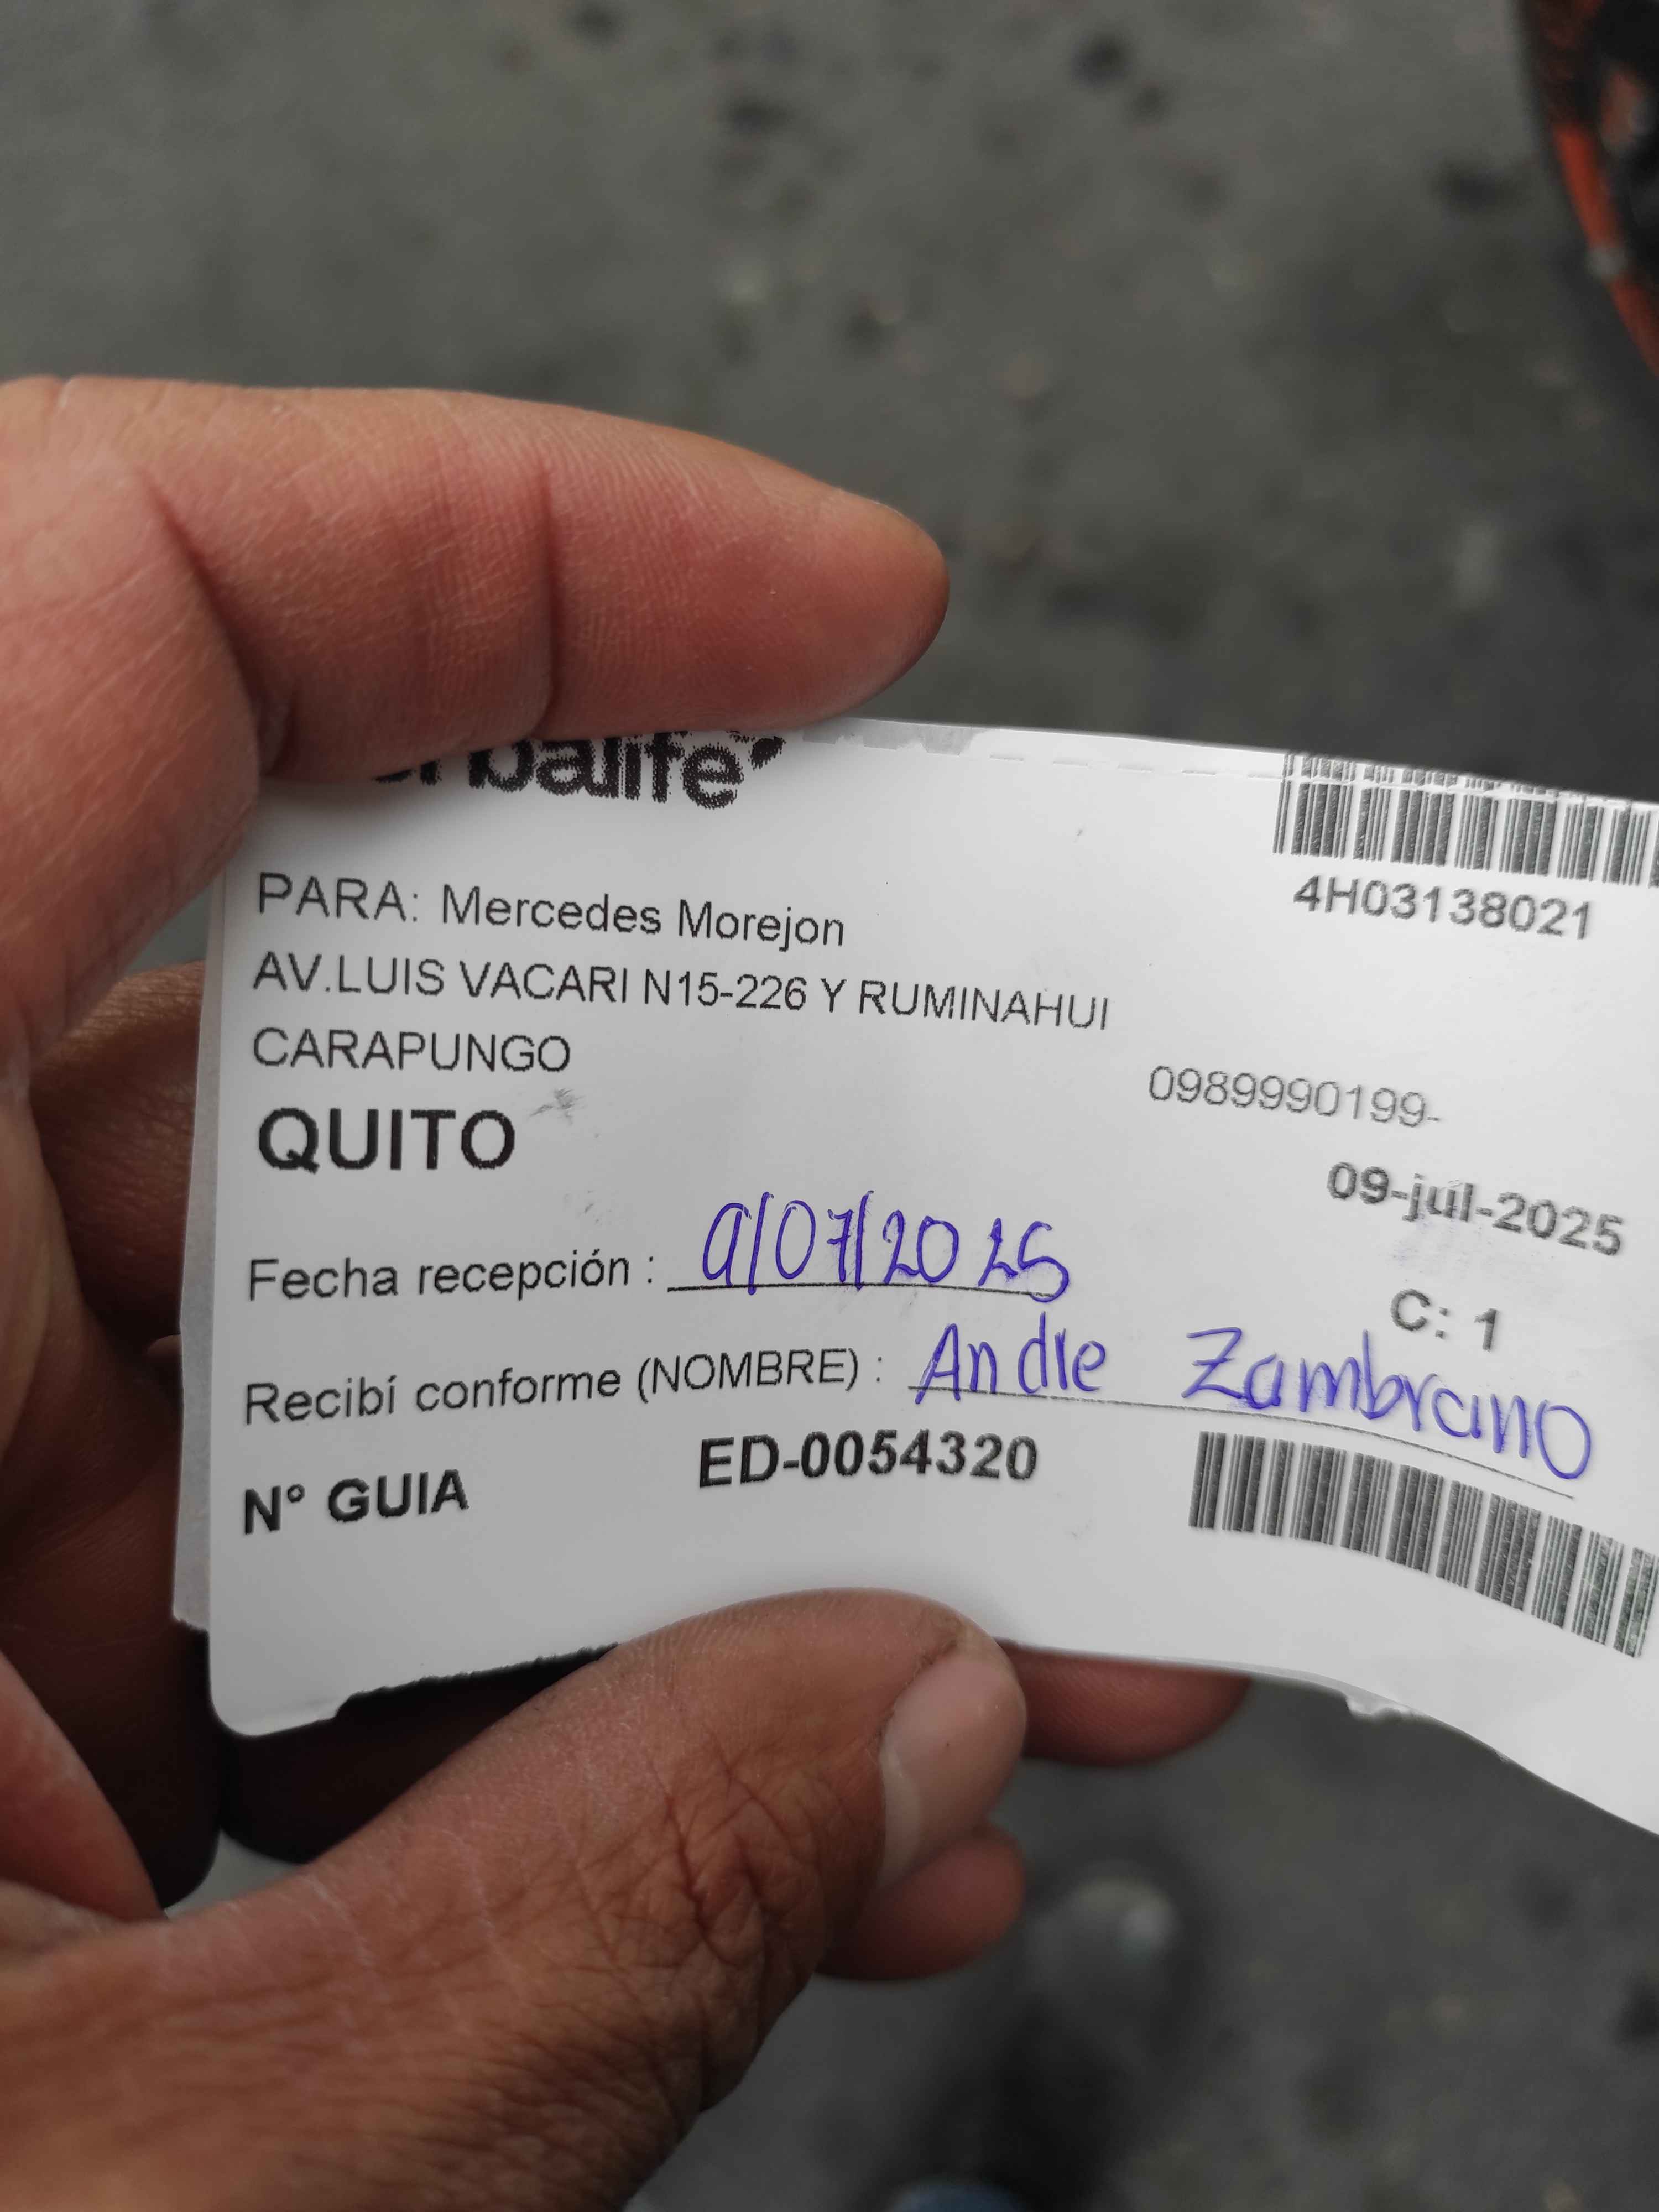 erbalife
4H03138021
PARA: Mercedes Morejon
AV.LUIS VACARI N15-226 Y RUMINAHUI
CARAPUNGO
0989990199-
QUITO
09-jul-2025
Fecha recepción : 9/07/2025
C: 1
Recibí conforme (NOMBRE) : Andre Zambrano
N° GUIA ED-0054320